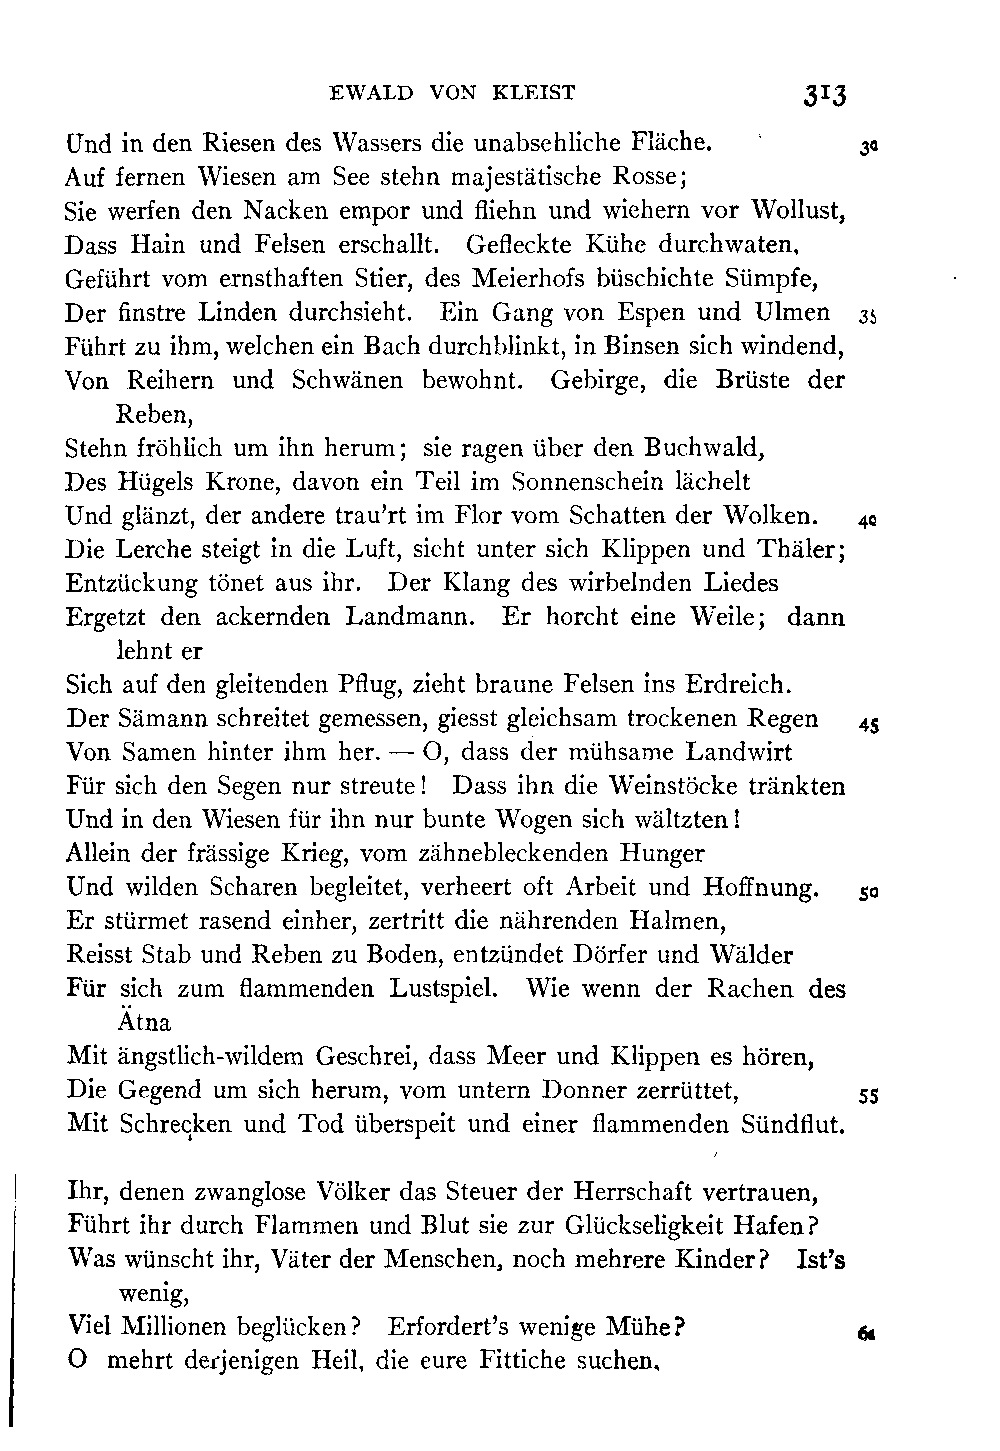 EWALD VON KLEIST 313
Und in den Riesen des Wassers die unabsehliche Fläche. 30
Auf fernen Wiesen am See stehn majestätische Rosse;
Sie werfen den Nacken empor und fliehn und wiehern vor Wollust,
Dass Hain und Felsen erschallt. Gefleckte Kühe durchwaten,
Geführt vom ernsthaften Stier, des Meierhofs büschichte Sümpfe,
Der finstre Linden durchsieht. Ein Gang von Espen und Ulmen 35
Führt zu ihm, welchen ein Bach durchblinkt, in Binsen sich windend,
Von Reihern und Schwänen bewohnt. Gebirge, die Brüste der
Reben,
Stehn fröhlich um ihn herum; sie ragen über den Buchwald,
Des Hügels Krone, davon ein Teil im Sonnenschein lächelt
Und glänzt, der andere trau'rt im Flor vom Schatten der Wolken. 40
Die Lerche steigt in die Luft, sieht unter sich Klippen und Thäler;
Entzückung tönet aus ihr. Der Klang des wirbelnden Liedes
Ergetzt den ackernden Landmann. Er horcht eine Weile; dann
lehnt er
Sich auf den gleitenden Pflug, zieht braune Felsen ins Erdreich.
Der Sämann schreitet gemessen, giesst gleichsam trockenen Regen 45
Von Samen hinter ihm her. — O, dass der mühsame Landwirt
Für sich den Segen nur streute! Dass ihn die Weinstöcke tränkten
Und in den Wiesen für ihn nur bunte Wogen sich wältzten!
Allein der frässige Krieg, vom zähnebleckenden Hunger
Und wilden Scharen begleitet, verheert oft Arbeit und Hoffnung. 50
Er stürmet rasend einher, zertritt die nährenden Halmen,
Reisst Stab und Reben zu Boden, entzündet Dörfer und Wälder
Für sich zum flammenden Lustspiel. Wie wenn der Rachen des
Ätna
Mit ängstlich-wildem Geschrei, dass Meer und Klippen es hören,
Die Gegend um sich herum, vom untern Donner zerrüttet, 55
Mit Schrecken und Tod überspeit und einer flammenden Sündflut.
Ihr, denen zwanglose Völker das Steuer der Herrschaft vertrauen,
Führt ihr durch Flammen und Blut sie zur Glückseligkeit Hafen?
Was wünscht ihr, Väter der Menschen, noch mehrere Kinder? Ist's
wenig,
Viel Millionen beglücken? Erfordert's wenige Mühe? 60
O mehrt derjenigen Heil, die eure Fittiche suchen,